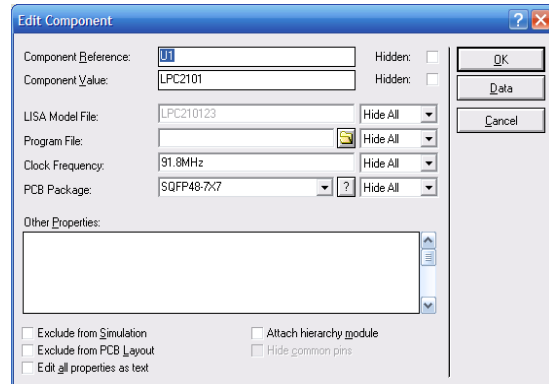 Edit Component
Component Reference: U1 Hidden: OK
Component Value: LPC2101 Hidden: Data
LISA Model File: LPC210123 Hide All Cancel
Program File: Hide All
Clock Frequency: 91.8MHz Hide All
PCB Package: SQFP48-7X7 ? Hide All
Other Properties:
Exclude from Simulation Attach hierarchy module
Exclude from PCB Layout Hide common pins
Edit all properties as text